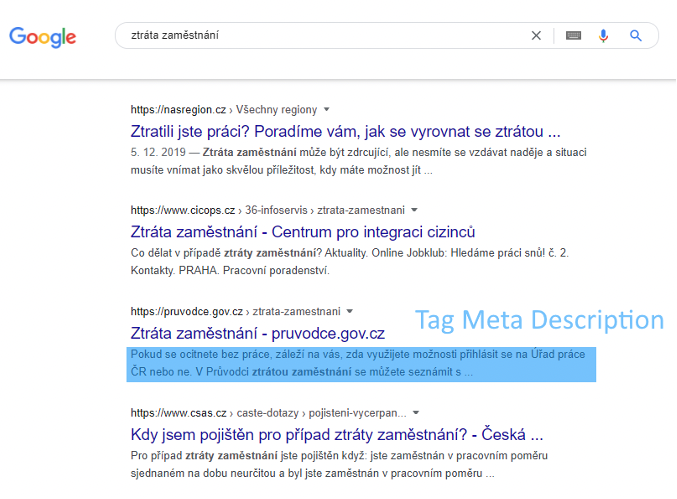 Google
ztráta zaměstnání
https://nasregion.cz › Všechny regiony
Ztratili jste práci? Poradíme vám, jak se vyrovnat se ztrátou ...
5. 12. 2019 — Ztráta zaměstnání může být zdrcující, ale nesmíte se vzdávat naděje a situaci
musíte vnímat jako skvělou příležitost, kdy máte možnost jít ...
https://www.cicops.cz › 36-infoservis › ztrata-zamestnani
Ztráta zaměstnání - Centrum pro integraci cizinců
Co dělat v případě ztráty zaměstnání? Aktuality. Online Jobklub: Hledáme práci snů! č. 2.
Kontakty. PRAHA. Pracovní poradenství.
https://pruvodce.gov.cz › ztrata-zamestnani
Tag Meta Description
Ztráta zaměstnání - pruvodce.gov.cz
Pokud se ocitnete bez práce, záleží na vás, zda využijete možnosti přihlásit se na Úřad práce
ČR nebo ne. V Průvodci ztrátou zaměstnání se můžete seznámit s ...
https://www.csas.cz › caste-dotazy › pojisteni-vycerpan...
Kdy jsem pojištěn pro případ ztráty zaměstnání? - Česká ...
Pro případ ztráty zaměstnání jste pojištěn když: jste zaměstnán v pracovním poměru
sjednaném na dobu neurčitou a byl jste zaměstnán v pracovním poměru ...